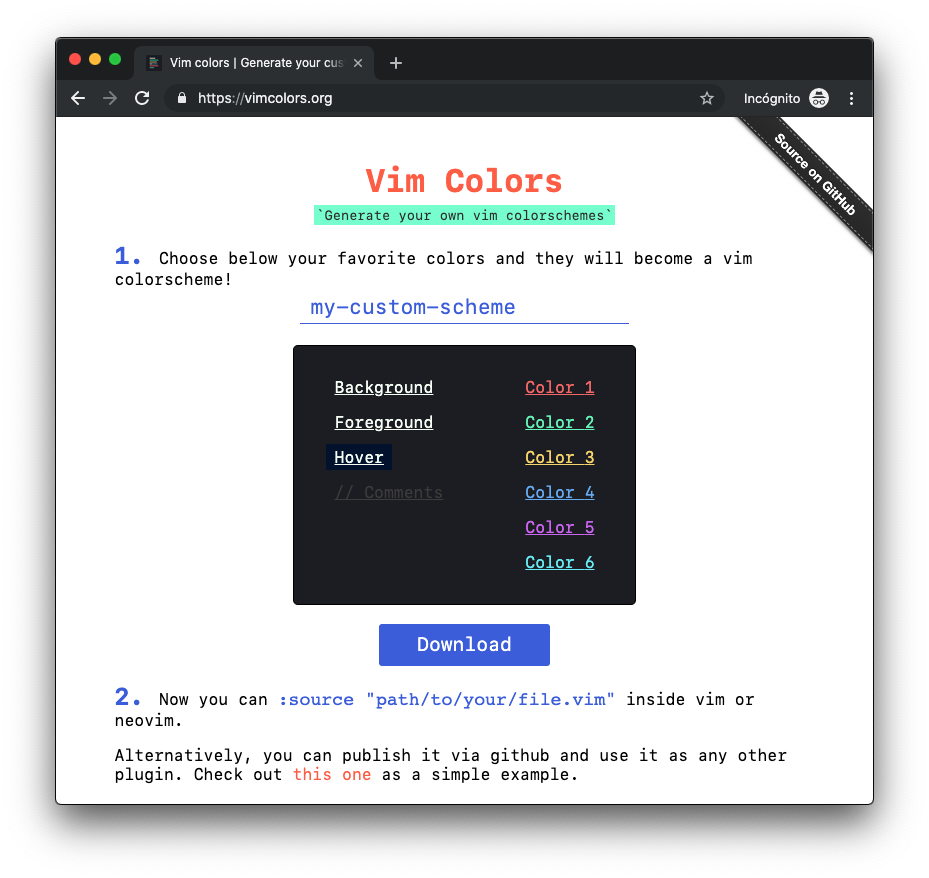 Vim colors | Generate your cus
https://vimcolors.org
Incógnito
Source on GitHub
Vim Colors
`Generate your own vim colorschemes`
1. Choose below your favorite colors and they will become a vim
colorscheme!
my-custom-scheme
Background
Color 1
Foreground
Color 2
Hover
Color 3
// Comments
Color 4
Color 5
Color 6
Download
2. Now you can :source "path/to/your/file.vim" inside vim or
neovim.
Alternatively, you can publish it via github and use it as any other
plugin. Check out this one as a simple example.